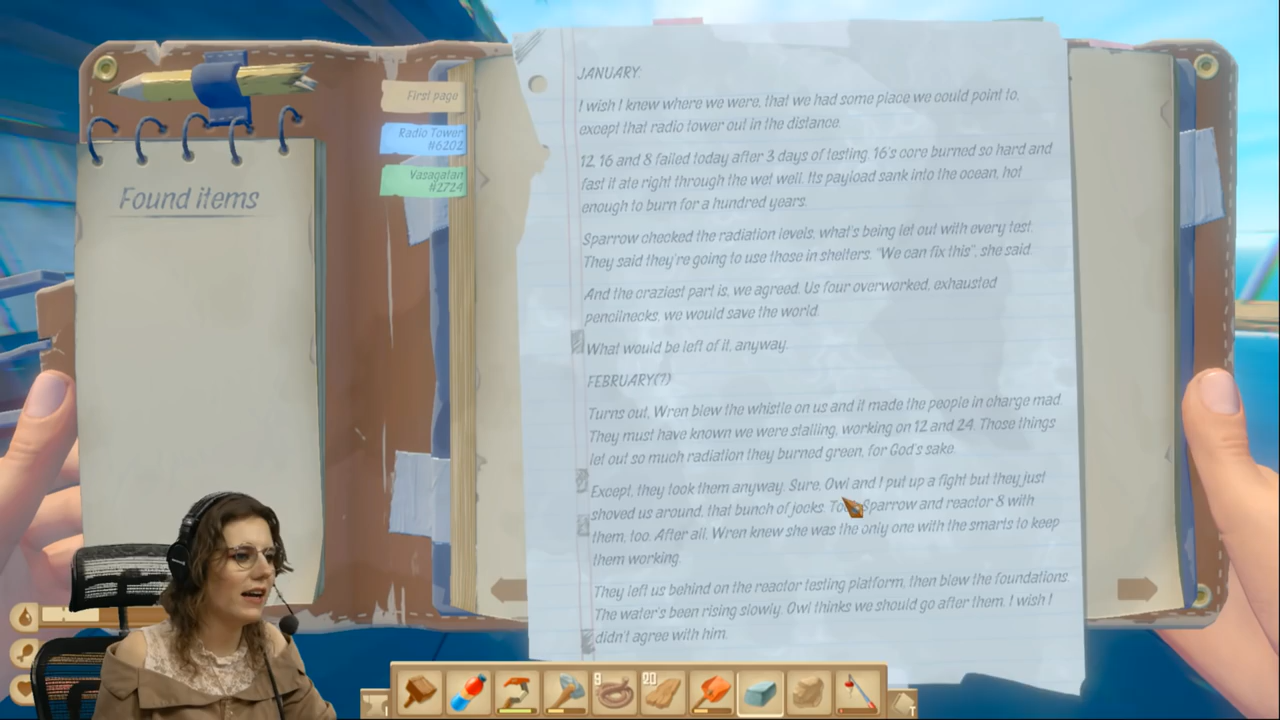 First page
Radio Tower
#6202
Vasagatan
#2724
Found items
JANUARY:
I wish I knew where we were, that we had some place we could point to,
except that radio tower out in the distance.
12, 16 and 8 failed today after 3 days of testing. 16's core burned so hard and
fast it ate right through the wet well. Its payload sank into the ocean, hot
enough to burn for a hundred years.
Sparrow checked the radiation levels, what's being let out with every test.
They said they're going to use those in shelters. "We can fix this", she said.
And the craziest part is, we agreed. Us four overworked, exhausted
pencilnecks, we would save the world.
What would be left of it, anyway.
FEBRUARY(?)
Turns out, Wren blew the whistle on us and it made the people in charge mad.
They must have known we were stalling, working on 12 and 24. Those things
let out so much radiation they burned green, for God's sake.
Except, they took them anyway. Sure, Owl and I put up a fight but they just
shoved us around, that bunch of jocks. Sparrow and reactor 8 with
them, too. After all, Wren knew she was the only one with the smarts to keep
them working.
They left us behind on the reactor testing platform, then blew the foundations.
The water's been rising slowly. Owl thinks we should go after them. I wish I
didn't agree with him.
9
20
T